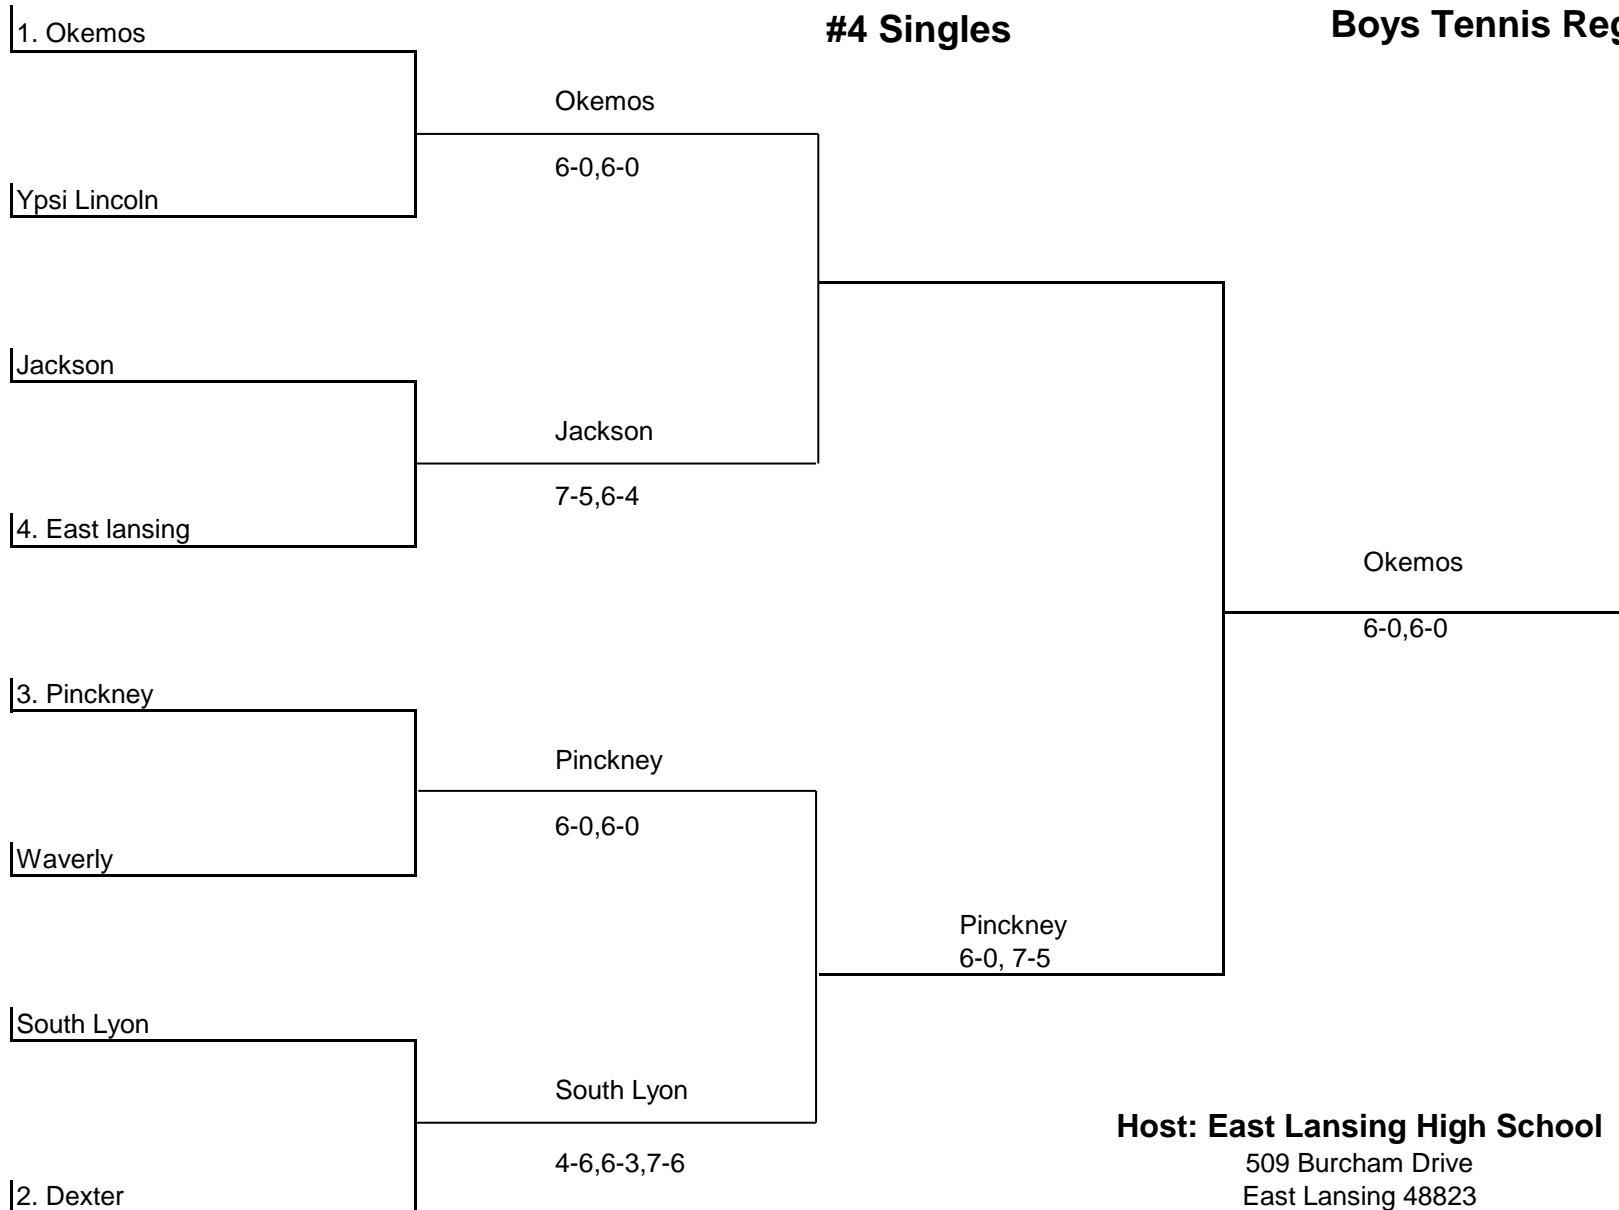 1. Okemos
#4 Singles
Boys Tennis Reg
Okemos
6-0,6-0
Ypsi Lincoln
Jackson
Jackson
7-5,6-4
4. East lansing
Okemos
6-0,6-0
3. Pinckney
Pinckney
6-0,6-0
Waverly
Pinckney
6-0, 7-5
South Lyon
South Lyon
4-6,6-3,7-6
2. Dexter
Host: East Lansing High School
509 Burcham Drive
East Lansing 48823